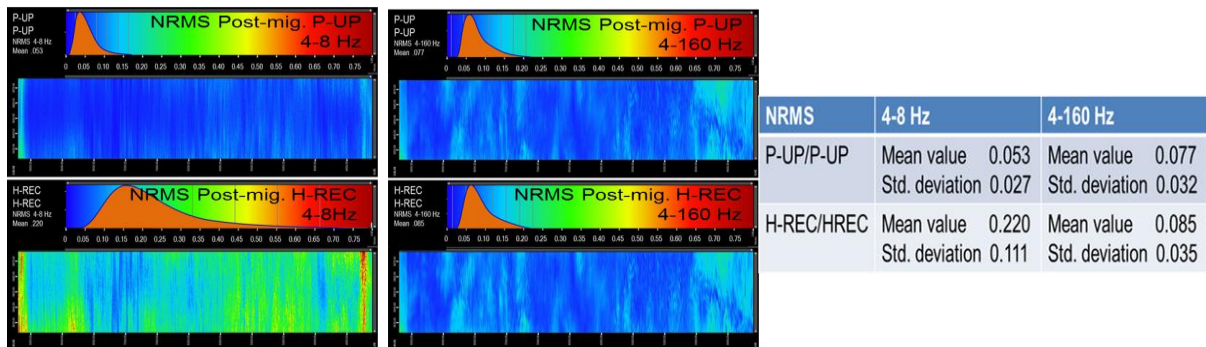 P-UP
P-UP
NRMS 4-8 Hz
Mean .053
NRMS Post-mig. P-UP
4-8 Hz
0 0.05 0.10 0.15 0.20 0.25 0.30 0.35 0.40 0.45 0.50 0.55 0.60 0.65 0.70 0.75
H-REC
H-REC
NRMS 4-8 Hz
Mean .220
NRMS Post-mig. H-REC
4-8Hz
0 0.05 0.10 0.15 0.20 0.25 0.30 0.35 0.40 0.45 0.50 0.55 0.60 0.65 0.70 0.75
P-UP
P-UP
NRMS 4-160 Hz
Mean .077
NRMS Post-mig. P-UP
4-160 Hz
0 0.05 0.10 0.15 0.20 0.25 0.30 0.35 0.40 0.45 0.50 0.55 0.60 0.65 0.70 0.75
H-REC
H-REC
NRMS 4-160 Hz
Mean .085
NRMS Post-mig. H-REC
4-160 Hz
0 0.05 0.10 0.15 0.20 0.25 0.30 0.35 0.40 0.45 0.50 0.55 0.60 0.65 0.70 0.75
NRMS 4-8 Hz 4-160 Hz
P-UP/P-UP Mean value 0.053 Mean value 0.077
Std. deviation 0.027 Std. deviation 0.032
H-REC/HREC Mean value 0.220 Mean value 0.085
Std. deviation 0.111 Std. deviation 0.035